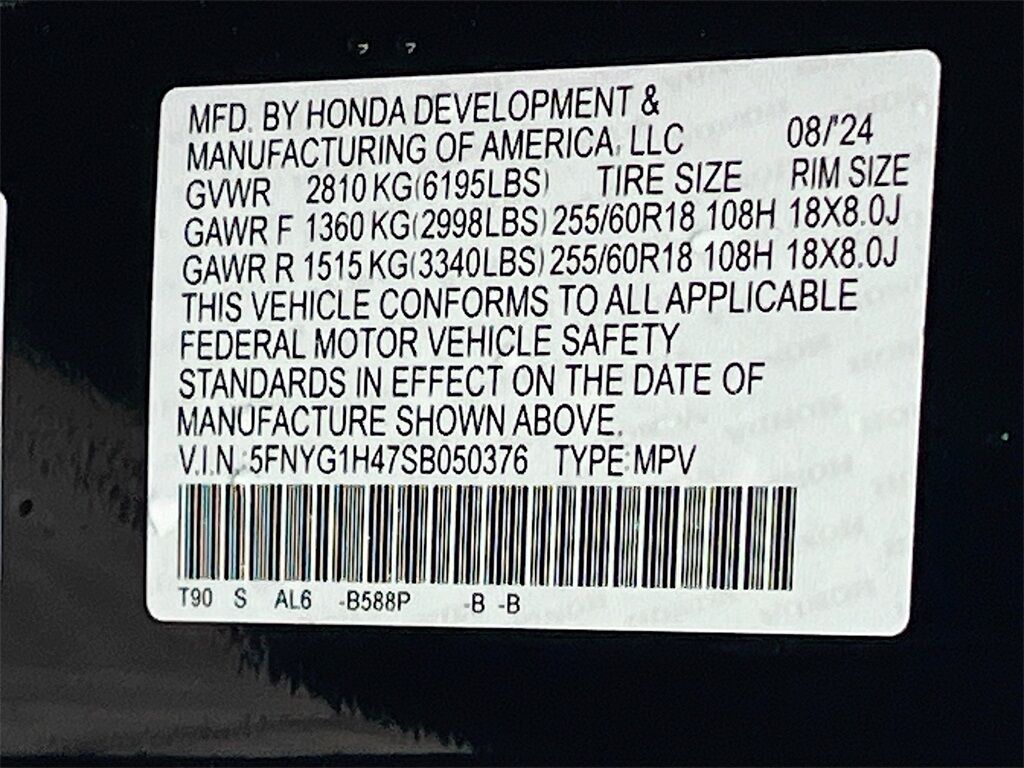 MFD. BY HONDA DEVELOPMENT &
MANUFACTURING OF AMERICA, LLC 08/'24
GVWR 2810 KG(6195LBS) TIRE SIZE RIM SIZE
GAWR F 1360 KG(2998LBS) 255/60R18 108H 18X8.0J
GAWR R 1515 KG(3340LBS) 255/60R18 108H 18X8.0J
THIS VEHICLE CONFORMS TO ALL APPLICABLE
FEDERAL MOTOR VEHICLE SAFETY
STANDARDS IN EFFECT ON THE DATE OF
MANUFACTURE SHOWN ABOVE.
V.I.N.:5FNYG1H47SB050376 TYPE:MPV
T90 S AL6 -B588P -B -B